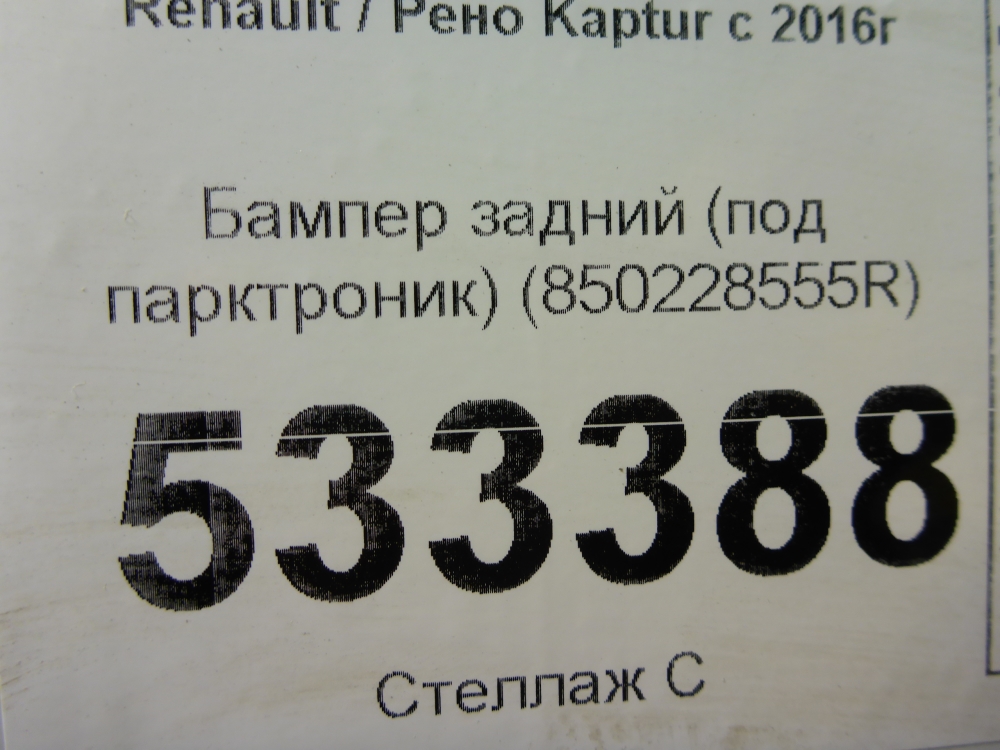 Renault / Рено Kaptur с 2016г
Бампер задний (под
парктроник) (850228555R)
533388
Стеллаж С